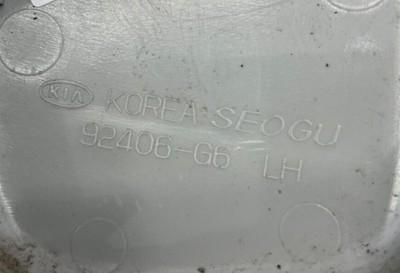 KIA KOREA SEOGU
92406-G6 LH